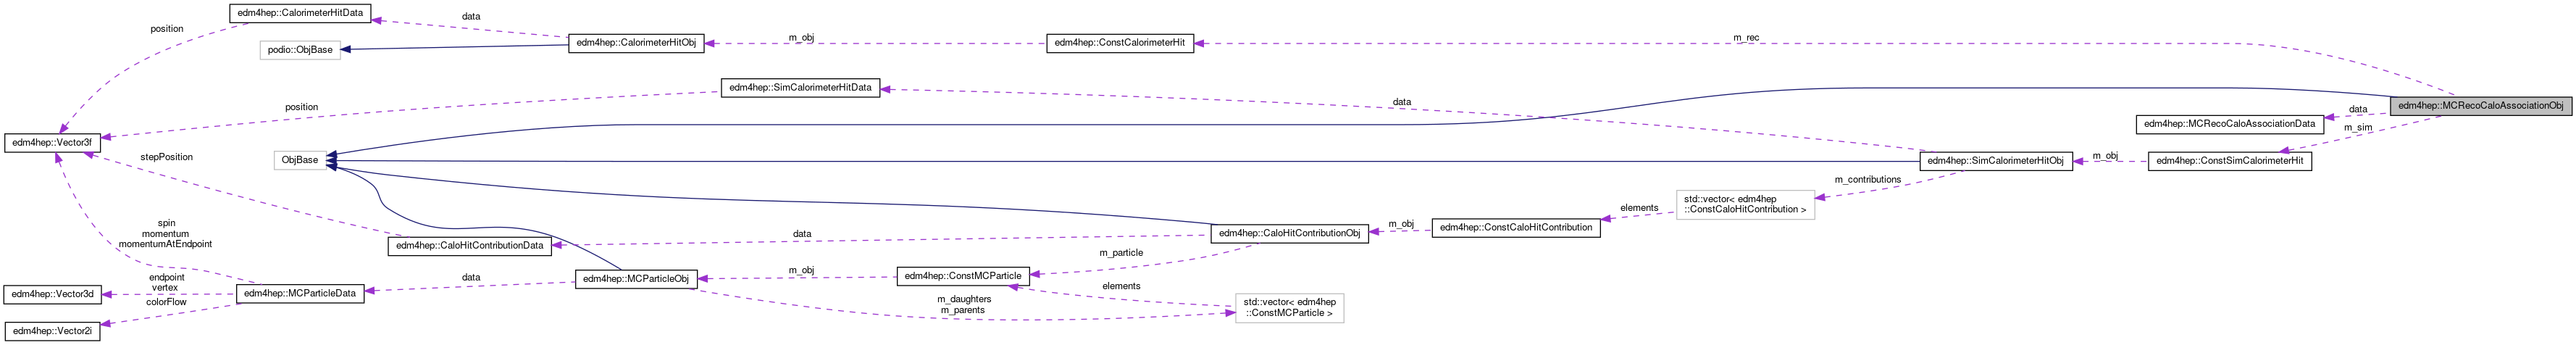 edm4hep::CalorimeterHitData
data
position
edm4hep::CalorimeterHitObj
m_obj
edm4hep::ConstCalorimeterHit
m_rec
podio::ObjBase
edm4hep::SimCalorimeterHitData
position
data
edm4hep::MCRecoCaloAssociationObj
data
edm4hep::MCRecoCaloAssociationData
m_sim
edm4hep::Vector3f
stepPosition
ObjBase
edm4hep::SimCalorimeterHitObj
m_obj
edm4hep::ConstSimCalorimeterHit
m_contributions
std::vector< edm4hep
::ConstCaloHitContribution >
elements
spin
momentum
momentumAtEndpoint
edm4hep::CaloHitContributionData
data
edm4hep::CaloHitContributionObj
m_obj
edm4hep::ConstCaloHitContribution
m_particle
endpoint
vertex
data
edm4hep::MCParticleObj
m_obj
edm4hep::ConstMCParticle
elements
edm4hep::Vector3d
edm4hep::MCParticleData
colorFlow
m_daughters
m_parents
std::vector< edm4hep
::ConstMCParticle >
edm4hep::Vector2i